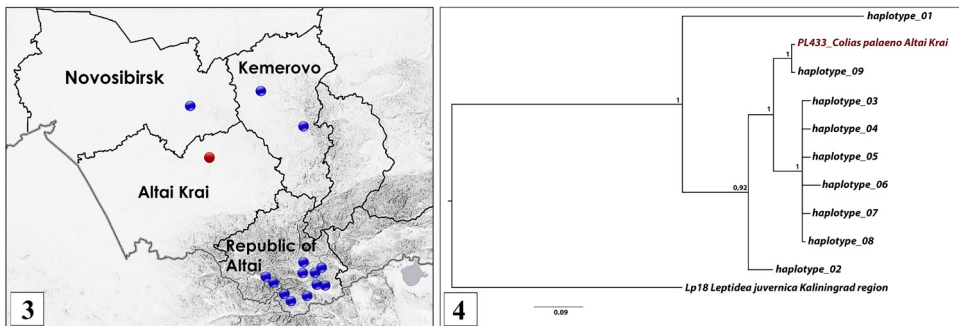 Novosibirsk
Kemerovo
Altai Krai
Republic of
Altai
3
haplotype_01
PL433_Colias palaeno Altai Krai
1
haplotype_09
1
haplotype_03
1
haplotype_04
haplotype_05
1
haplotype_06
0,92
haplotype_07
haplotype_08
haplotype_02
Lp18 Leptidea juvernica Kaliningrad region
0.09
4